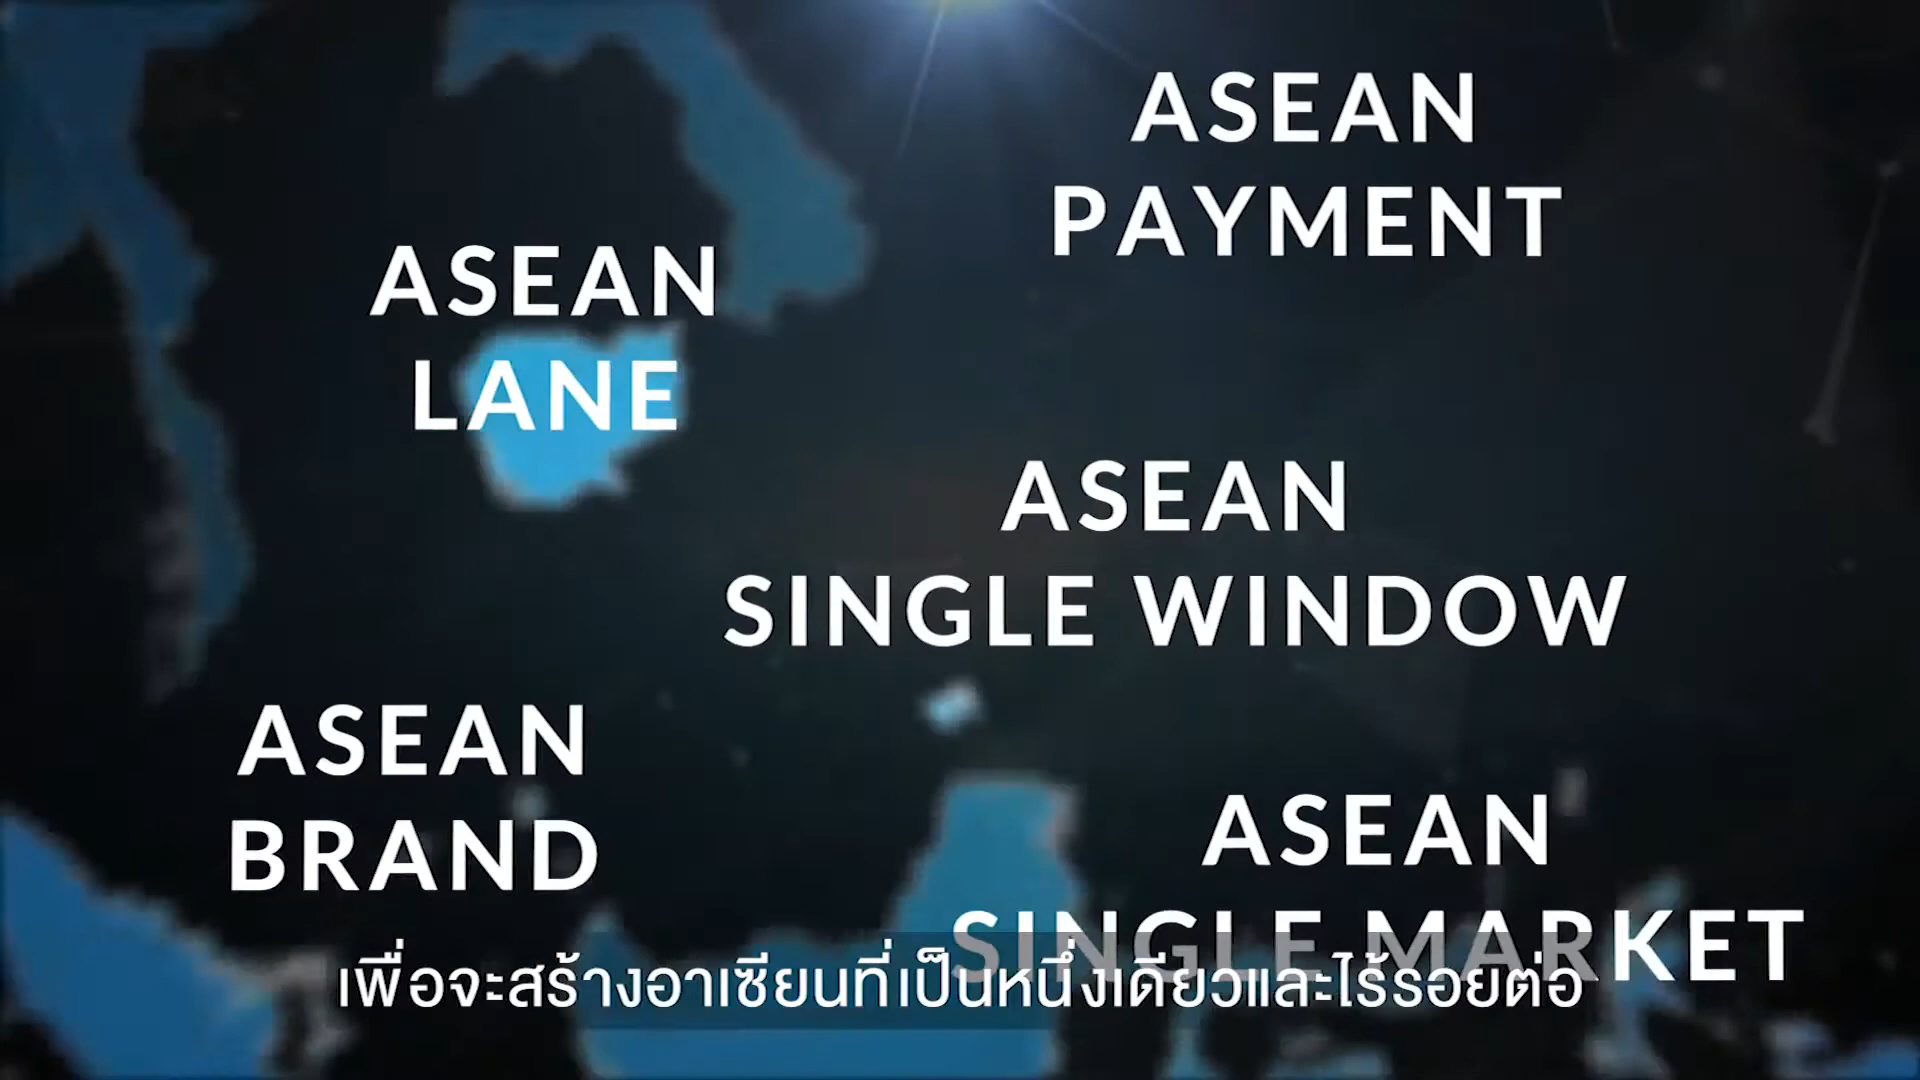 ASEAN
PAYMENT
ASEAN
LANE
ASEAN
SINGLE WINDOW
ASEAN
BRAND
ASEAN
SINGLE MARKET
เพื่อจะสร้างอาเซียนที่เป็นหนึ่งเดียวและไร้รอยต่อ